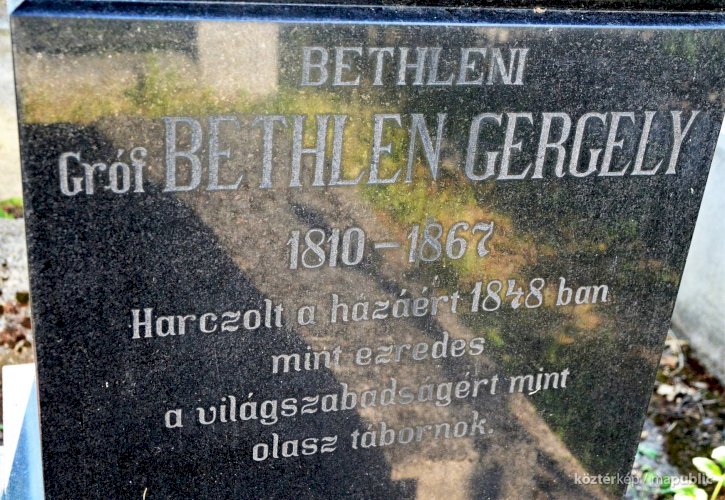 BETHLENI
Gróf BETHLEN GERGELY
1810 - 1867
Harczolt a házáért 1848 ban
mint ezredes
a világszabadságért mint
olasz tábornok.
köztérkép / mapublic